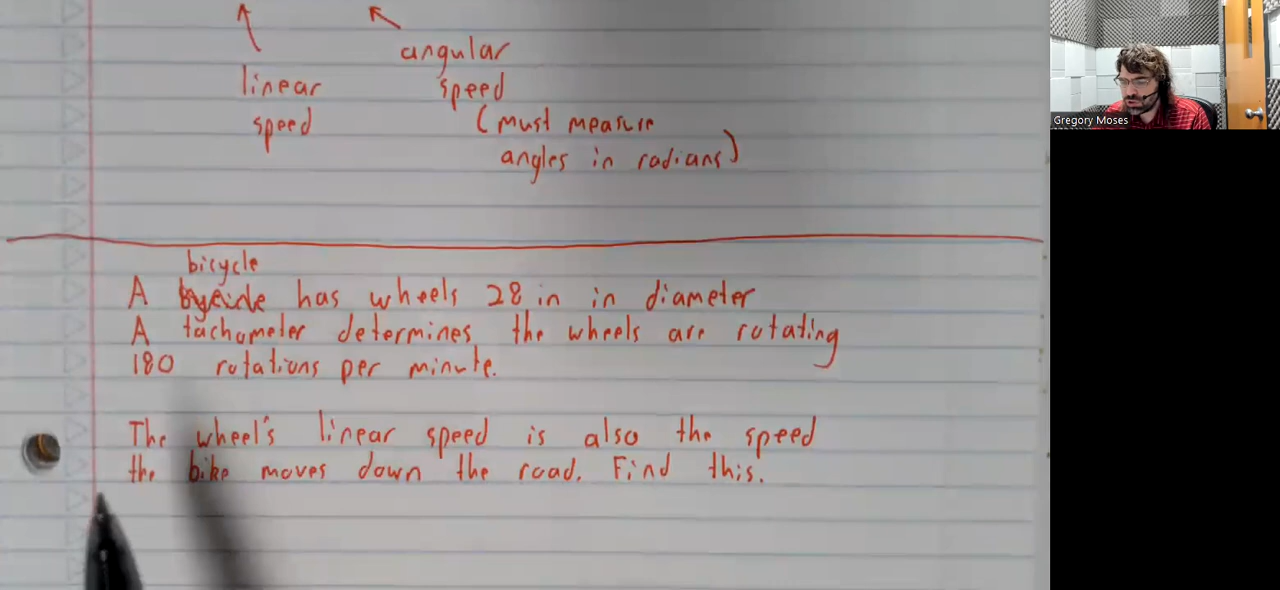 angular
linear
speed
speed
(must measure
angles in radians)
bicycle
A has wheels 28 in in diameter
A tachometer determines the wheels are rotating
180 rotations per minute.
The wheel's linear speed is also the speed
the bike moves down the road. Find this.
Gregory Moses